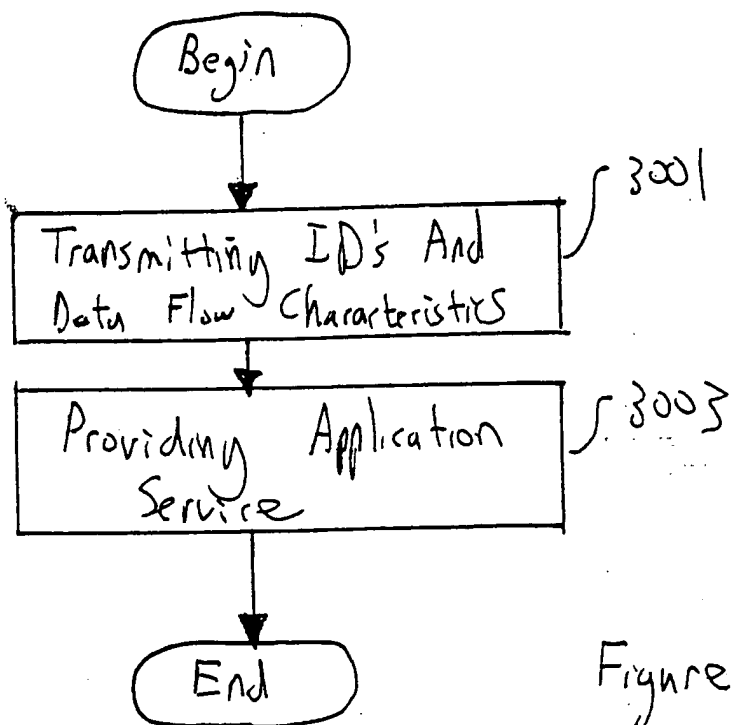 Begin
3001
Transmitting ID's And
Data Flow Characteristics
3003
Providing Application
Service
End
Figure